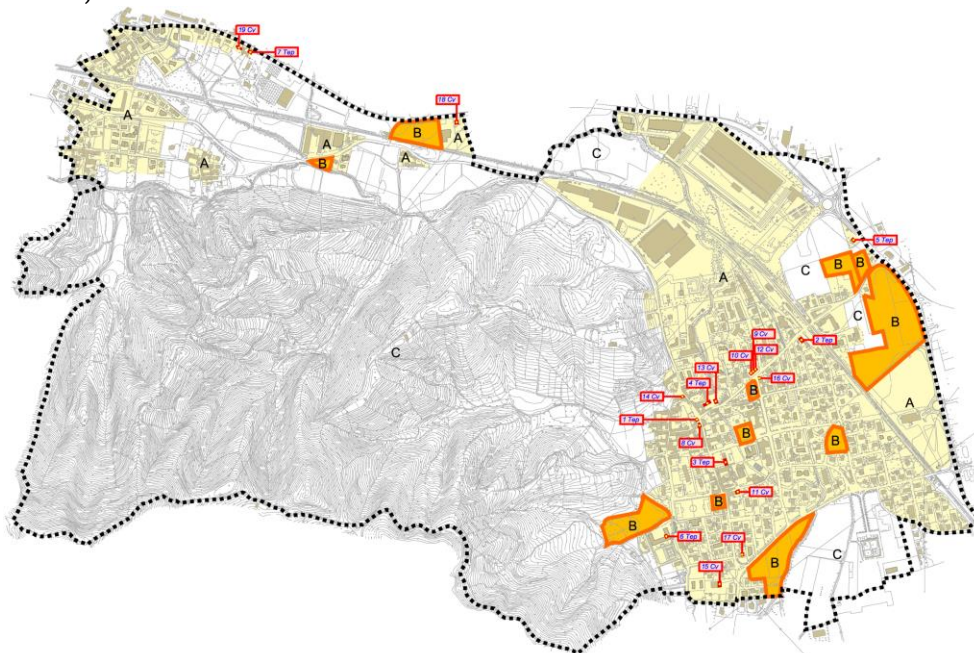 19 Cv
7 Tep
18 Cv
A
B
A
A
C
B
A
A
5 Tep
C
B
B
A
C
B
9 Cv
12 Cv
2 Tep
C
10 Cv
13 Cv
16 Cv
4 Tep
14 Cv
A
1 Tep
B
8 Cv
B
B
3 Tep
11 Cv
B
B
6 Tep
17 Cv
C
B
15 Cv